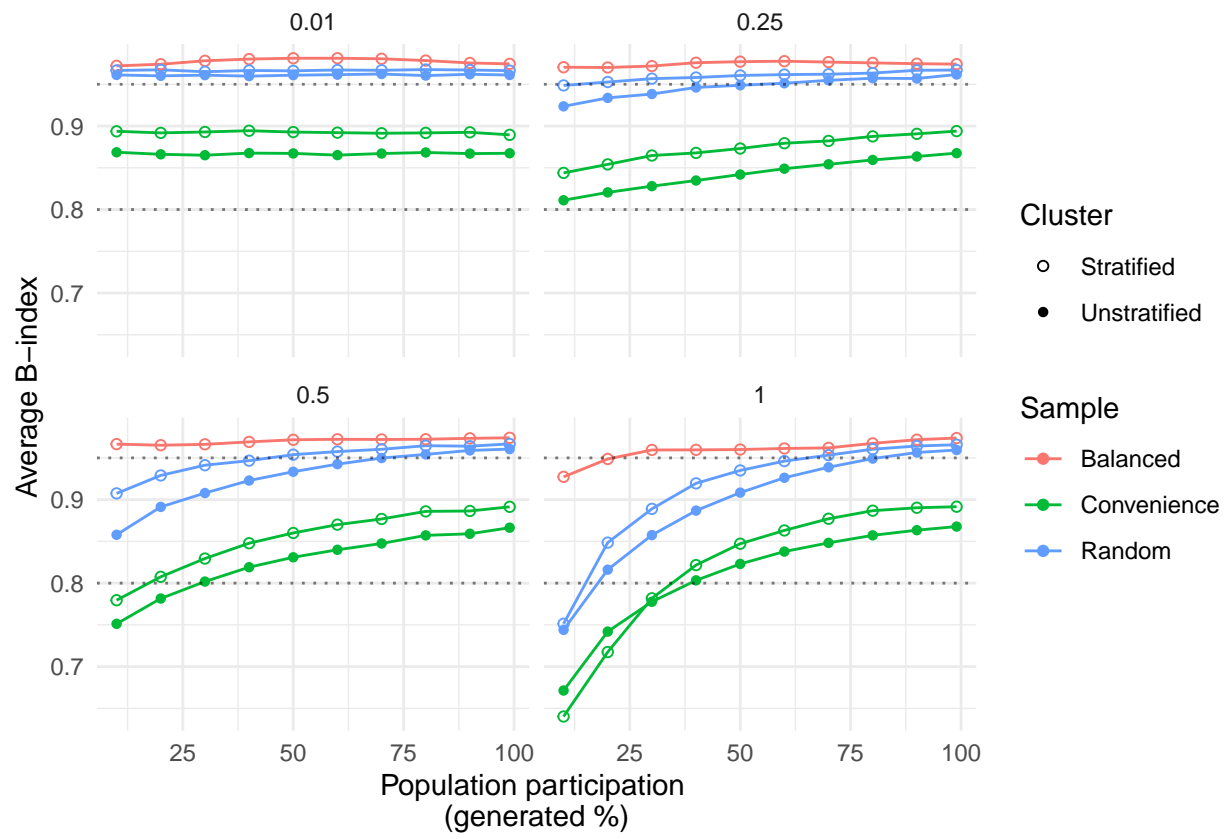 0.01
0.25
0.9
0.8
0.7
0.5
1
0.9
0.8
0.7
25
50
75
100
25
50
75
100
Average B−index
Population participation
(generated %)
Cluster
Stratified
Unstratified
Sample
Balanced
Convenience
Random